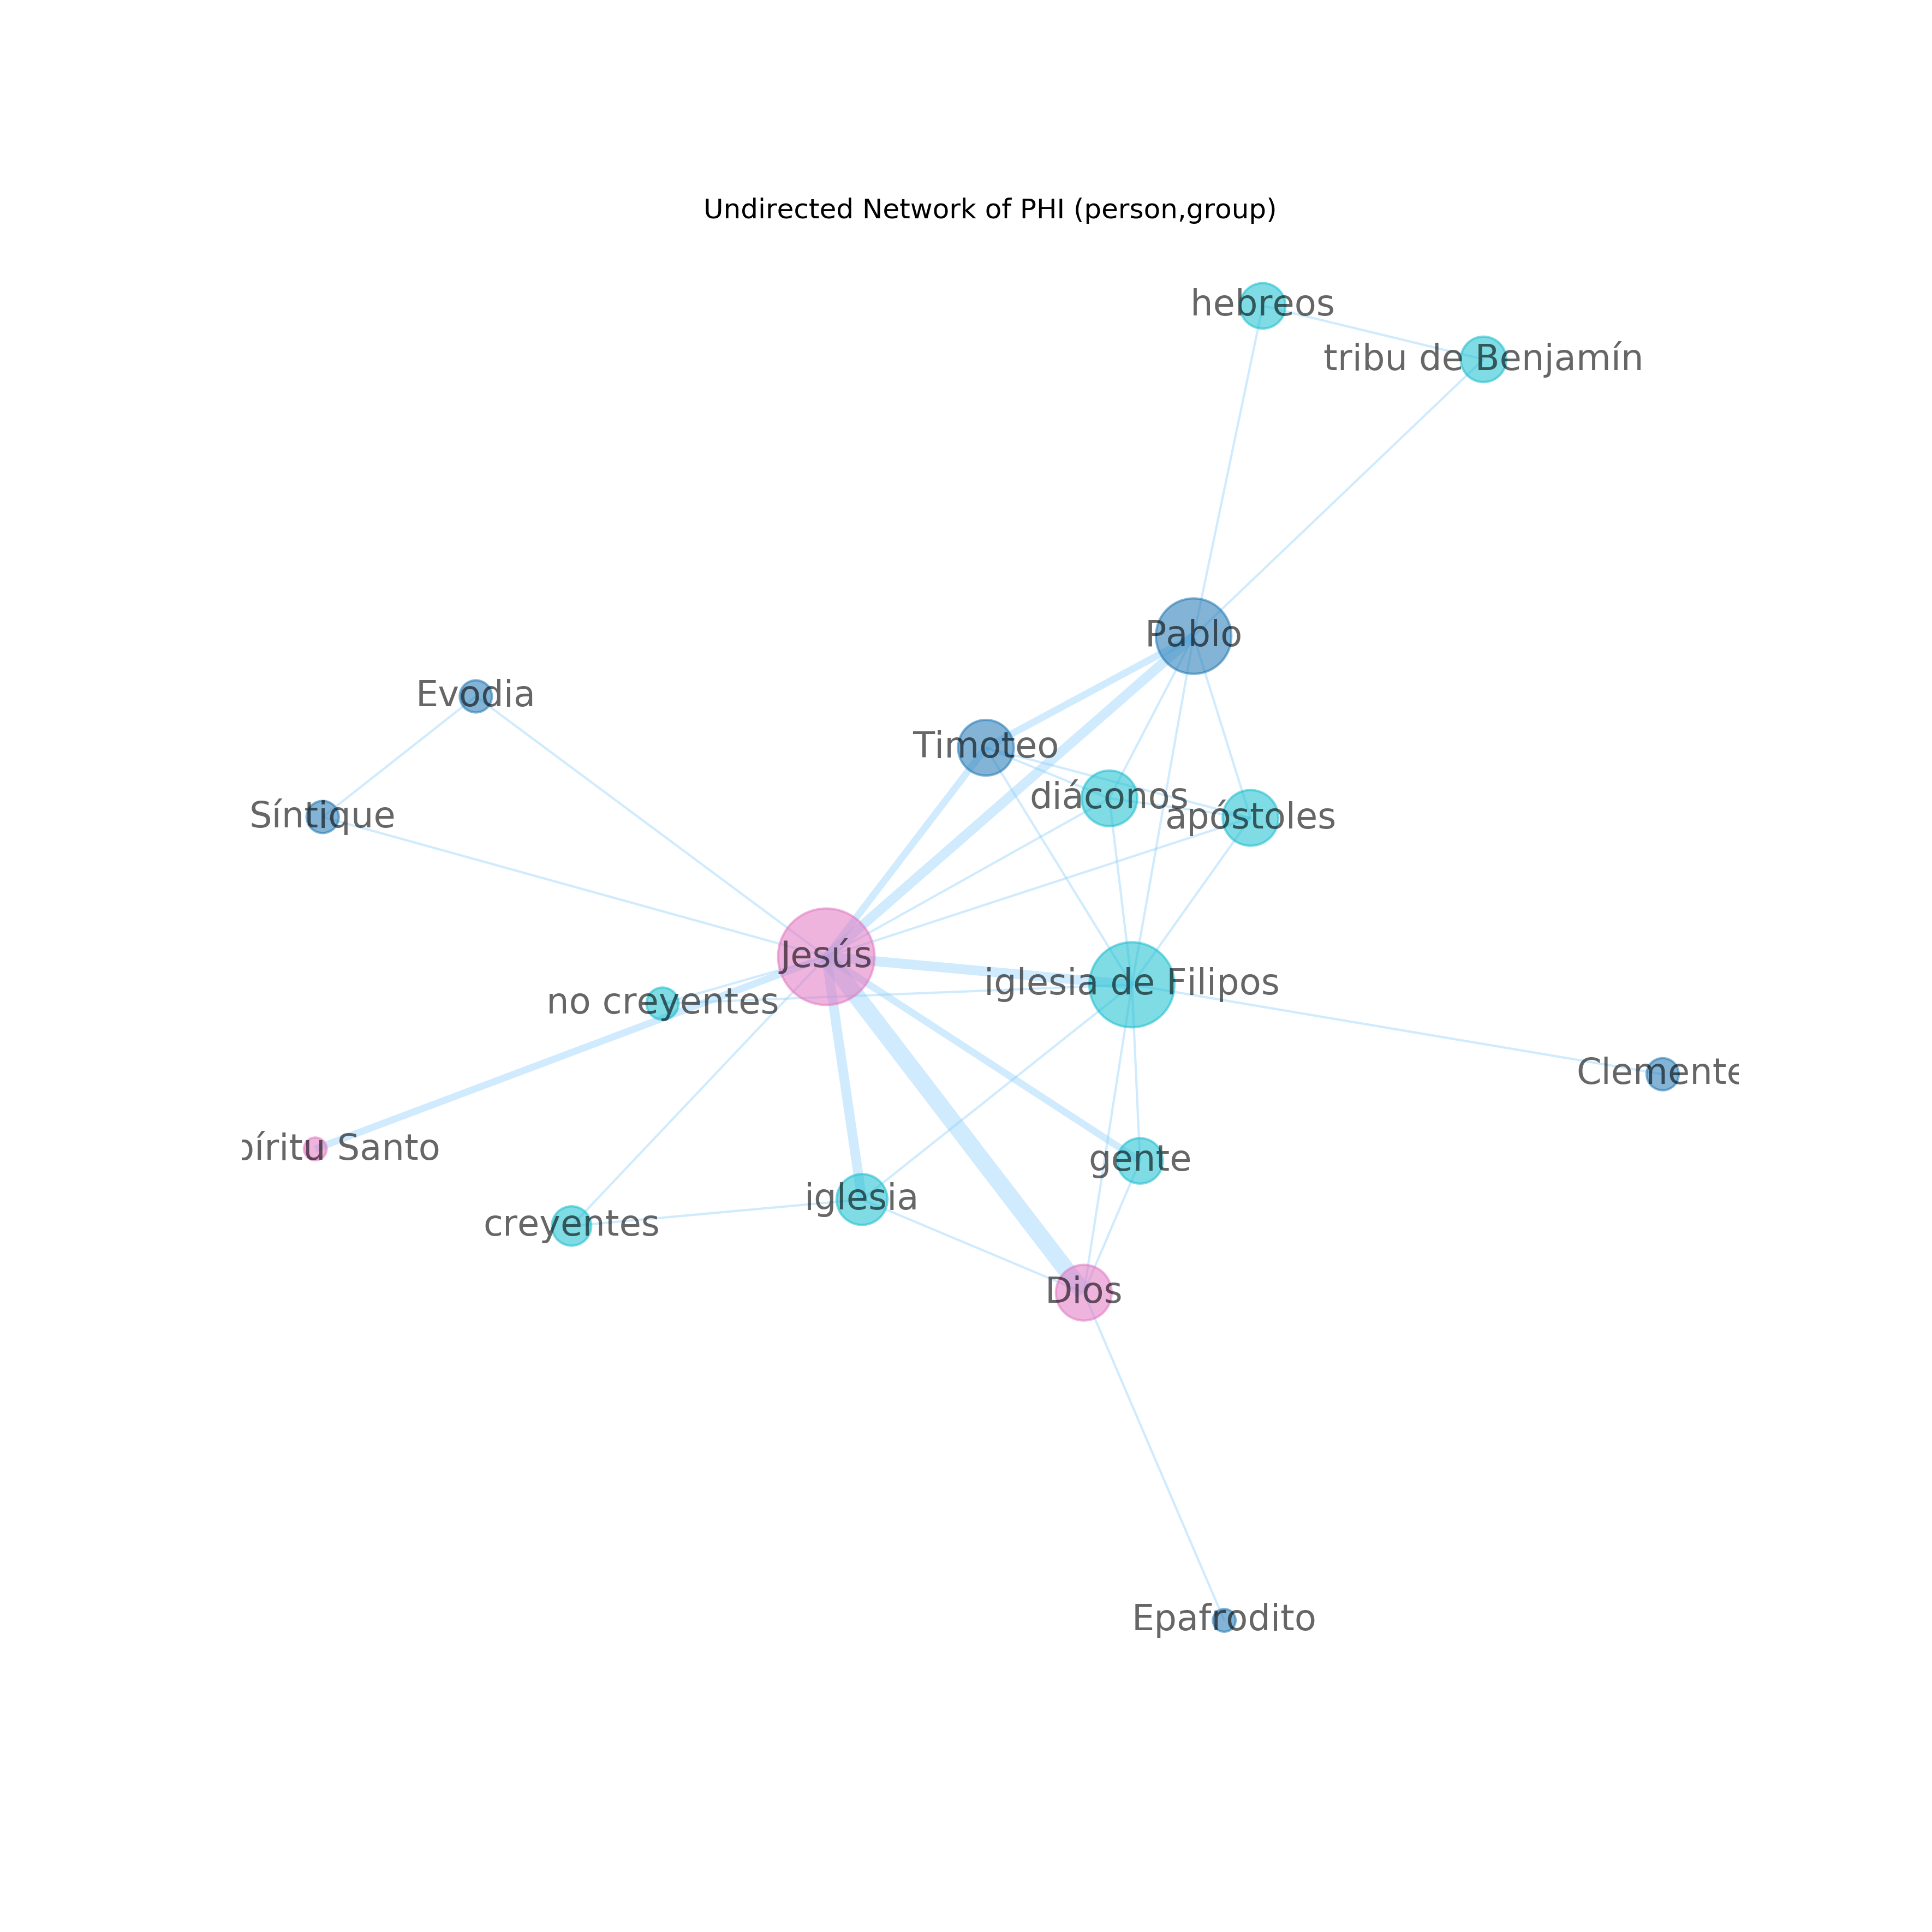 Undirected Network of PHI (person,group)
hebreos
tribu de Benjamín
Pablo
Evodia
Timoteo
diáconos
Síntique
apóstoles
Jesús
iglesia de Filipos
no creyentes
Clemente
Santo
gente
iglesia
creyentes
Dios
Epafrodito